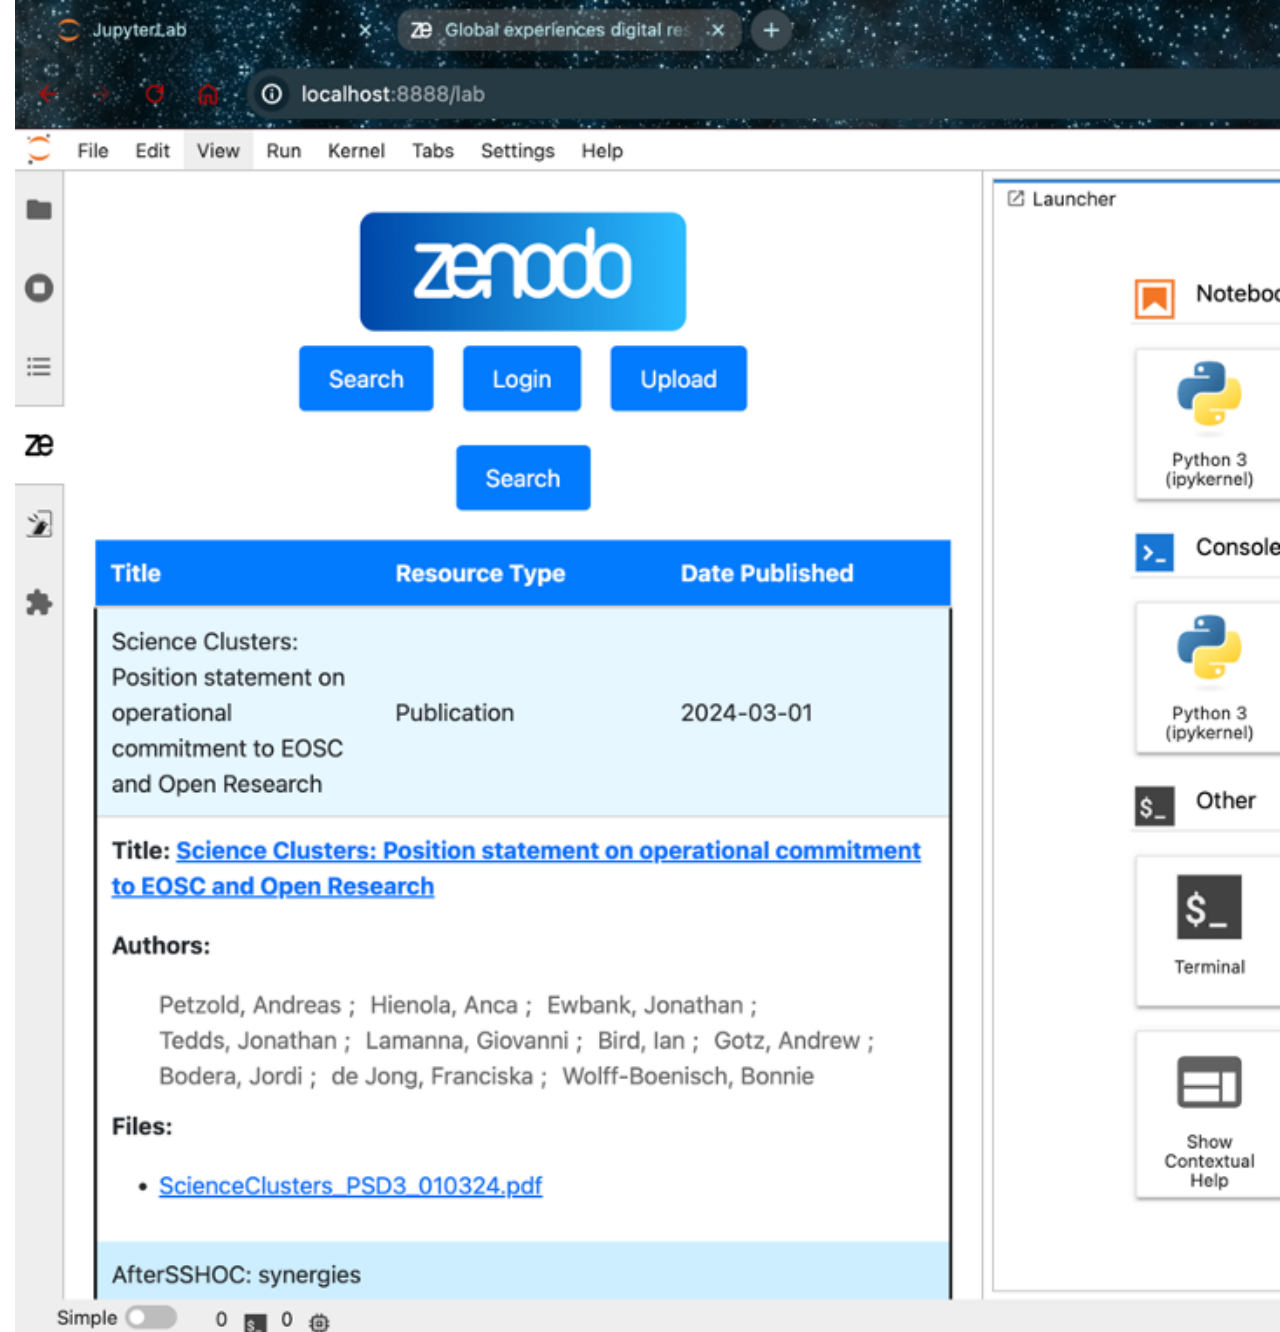 JupyterLab
Global experiences digital res
localhost:8888/lab
File Edit View Run Kernel Tabs Settings Help
Launcher
zenodo
Noteboo
Search Login Upload
ze
Search
Python 3
(ipykernel)
Title Resource Type Date Published
Console
Science Clusters:
Position statement on
operational
commitment to EOSC
and Open Research
Publication
2024-03-01
Python 3
(ipykernel)
Other
Title: Science Clusters: Position statement on operational commitment
to EOSC and Open Research
Authors:
$_
Terminal
Petzold, Andreas ; Hienola, Anca ; Ewbank, Jonathan ;
Tedds, Jonathan ; Lamanna, Giovanni ; Bird, Ian ; Gotz, Andrew ;
Bodera, Jordi ; de Jong, Franciska ; Wolff-Boenisch, Bonnie
Files:
Show
Contextual
Help
• ScienceClusters_PSD3_010324.pdf
AfterSSHOC: synergies
Simple 0 $_ 0